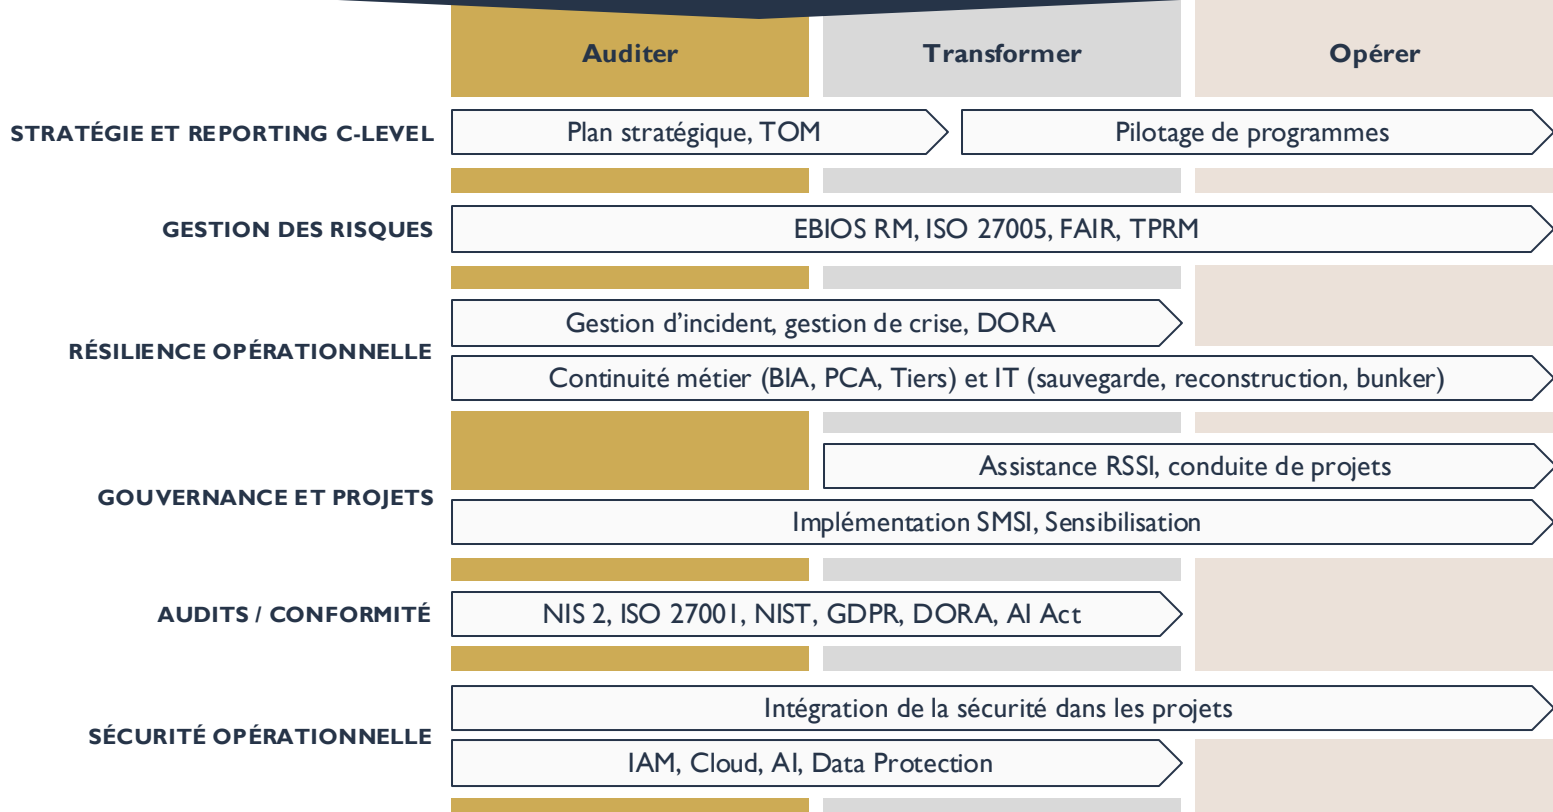 Auditer
Transformer
Opérer
STRATÉGIE ET REPORTING C-LEVEL
Plan stratégique, TOM
Pilotage de programmes
GESTION DES RISQUES
EBIOS RM, ISO 27005, FAIR, TPRM
RÉSILIENCE OPÉRATIONNELLE
Gestion d’incident, gestion de crise, DORA
Continuité métier (BIA, PCA, Tiers) et IT (sauvegarde, reconstruction, bunker)
GOUVERNANCE ET PROJETS
Assistance RSSI, conduite de projets
Implémentation SMSI, Sensibilisation
AUDITS / CONFORMITÉ
NIS 2, ISO 27001, NIST, GDPR, DORA, AI Act
SÉCURITÉ OPÉRATIONNELLE
Intégration de la sécurité dans les projets
IAM, Cloud, AI, Data Protection